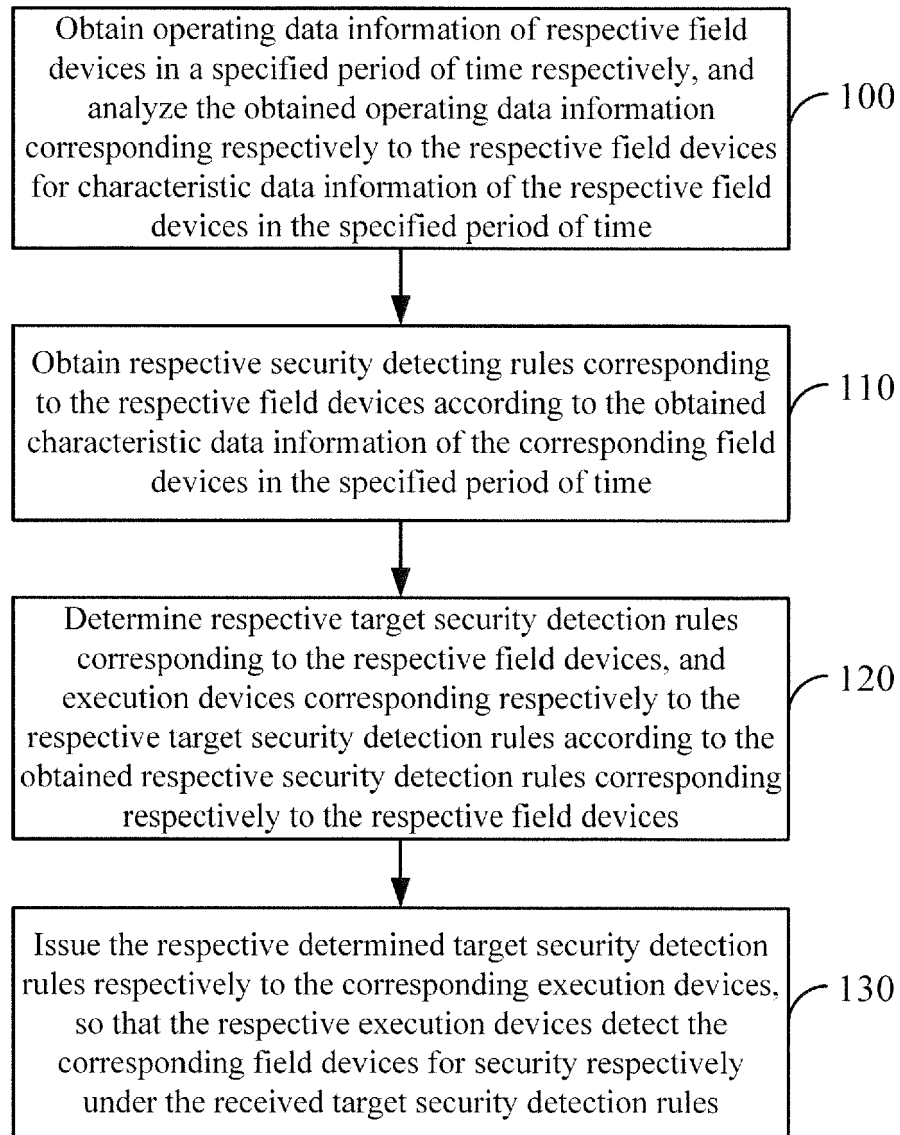 Obtain operating data information of respective field
devices in a specified period of time respectively, and
analyze the obtained operating data information
corresponding respectively to the respective field devices
for characteristic data information of the respective field
devices in the specified period of time
100
Obtain respective security detecting rules corresponding
to the respective field devices according to the obtained
characteristic data information of the corresponding field
devices in the specified period of time
110
Determine respective target security detection rules
corresponding to the respective field devices, and
execution devices corresponding respectively to the
respective target security detection rules according to the
obtained respective security detection rules corresponding
respectively to the respective field devices
120
Issue the respective determined target security detection
rules respectively to the corresponding execution devices,
so that the respective execution devices detect the
corresponding field devices for security respectively
under the received target security detection rules
130